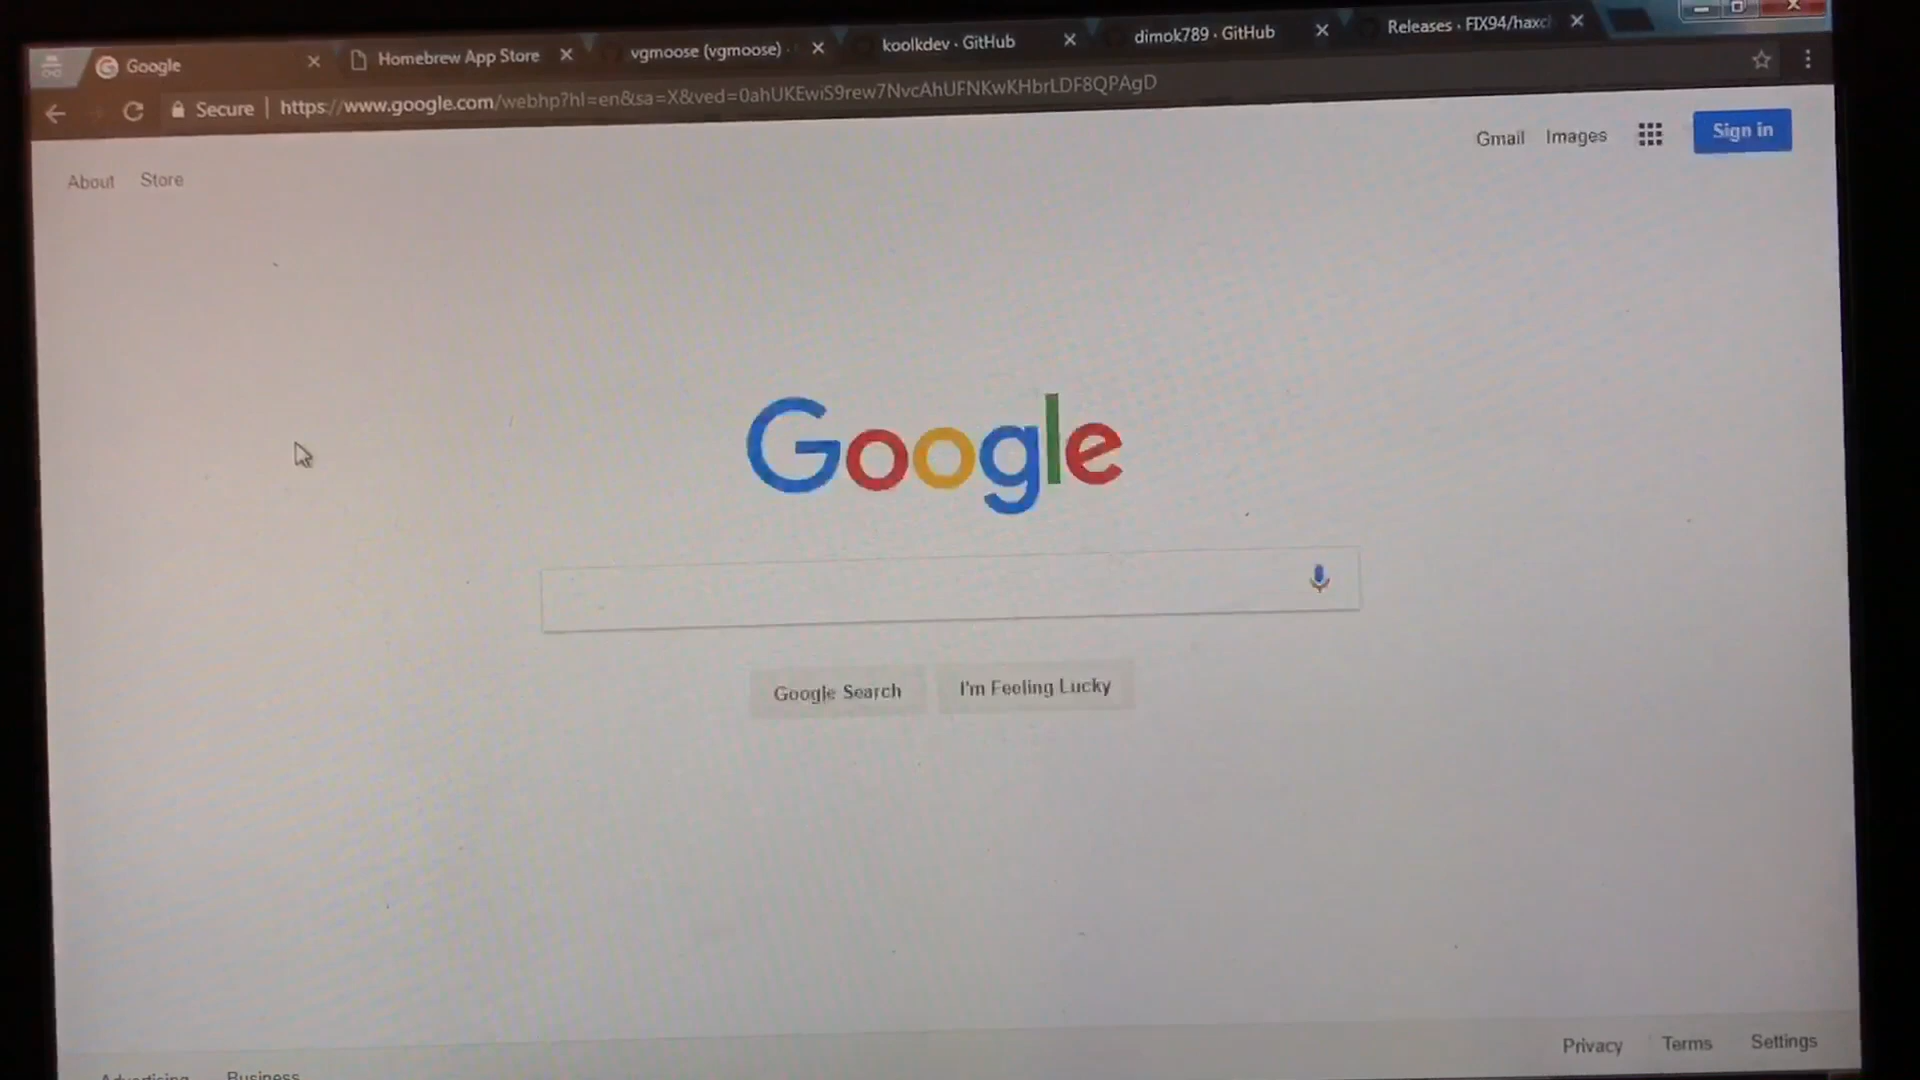 Google
Homebrew App Store
vgmoose (vgmoose) ·
koolkdev · GitHub
dimok789 · GitHub
Releases · FIX94/haxcl
Secure | https://www.google.com/webhp?hl=en&sa=X&ved=0ahUKEwiS9rew7NvcAhUFNKwKHbrLDF8QPAgD
About Store
Gmail Images Sign in
Google
Google Search I'm Feeling Lucky
Privacy Terms Settings
Advertising Business